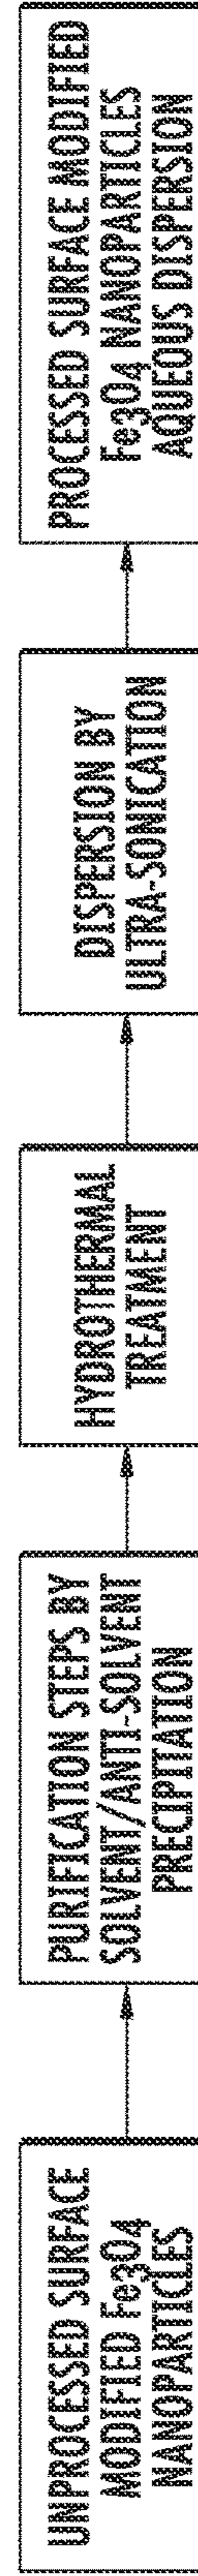 UNPROCESSED SURFACE
MODIFIED Fe3O4
NANOPARTICLES
PURIFICATION STEPS BY
SOLVENT/ANTI-SOLVENT
PRECIPITATION
HYDROTHERMAL
TREATMENT
DISPERSION BY
ULTRA-SONICATION
PROCESSED SURFACE MODIFIED
Fe3O4 NANOPARTICLES
AQUEOUS DISPERSION